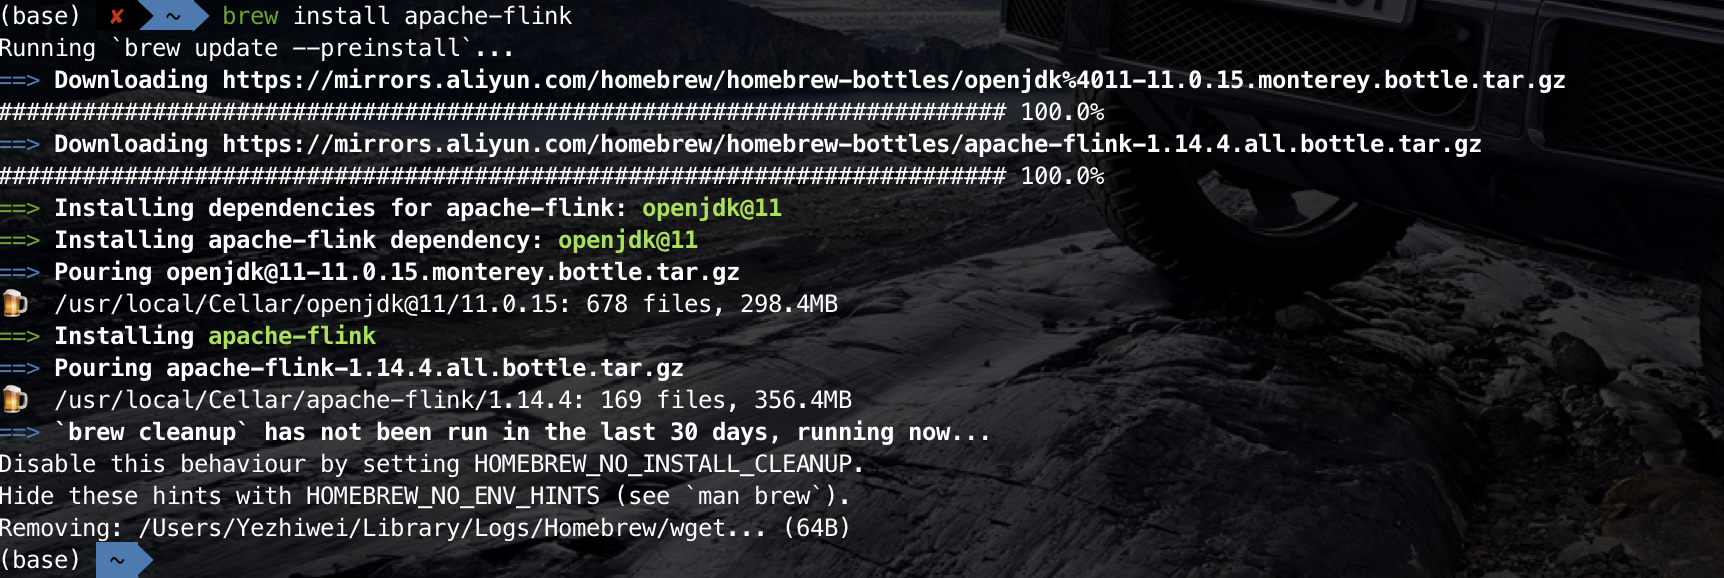 (base) ✘ ~ brew install apache-flink
Running `brew update --preinstall`...
==> Downloading https://mirrors.aliyun.com/homebrew/homebrew-bottles/openjdk%4011-11.0.15.monterey.bottle.tar.gz
######################################################################## 100.0%
==> Downloading https://mirrors.aliyun.com/homebrew/homebrew-bottles/apache-flink-1.14.4.all.bottle.tar.gz
######################################################################## 100.0%
==> Installing dependencies for apache-flink: openjdk@11
==> Installing apache-flink dependency: openjdk@11
==> Pouring openjdk@11-11.0.15.monterey.bottle.tar.gz
🍺 /usr/local/Cellar/openjdk@11/11.0.15: 678 files, 298.4MB
==> Installing apache-flink
==> Pouring apache-flink-1.14.4.all.bottle.tar.gz
🍺 /usr/local/Cellar/apache-flink/1.14.4: 169 files, 356.4MB
==> `brew cleanup` has not been run in the last 30 days, running now...
Disable this behaviour by setting HOMEBREW_NO_INSTALL_CLEANUP.
Hide these hints with HOMEBREW_NO_ENV_HINTS (see `man brew`).
Removing: /Users/Yezhiwei/Library/Logs/Homebrew/wget... (64B)
(base) ~